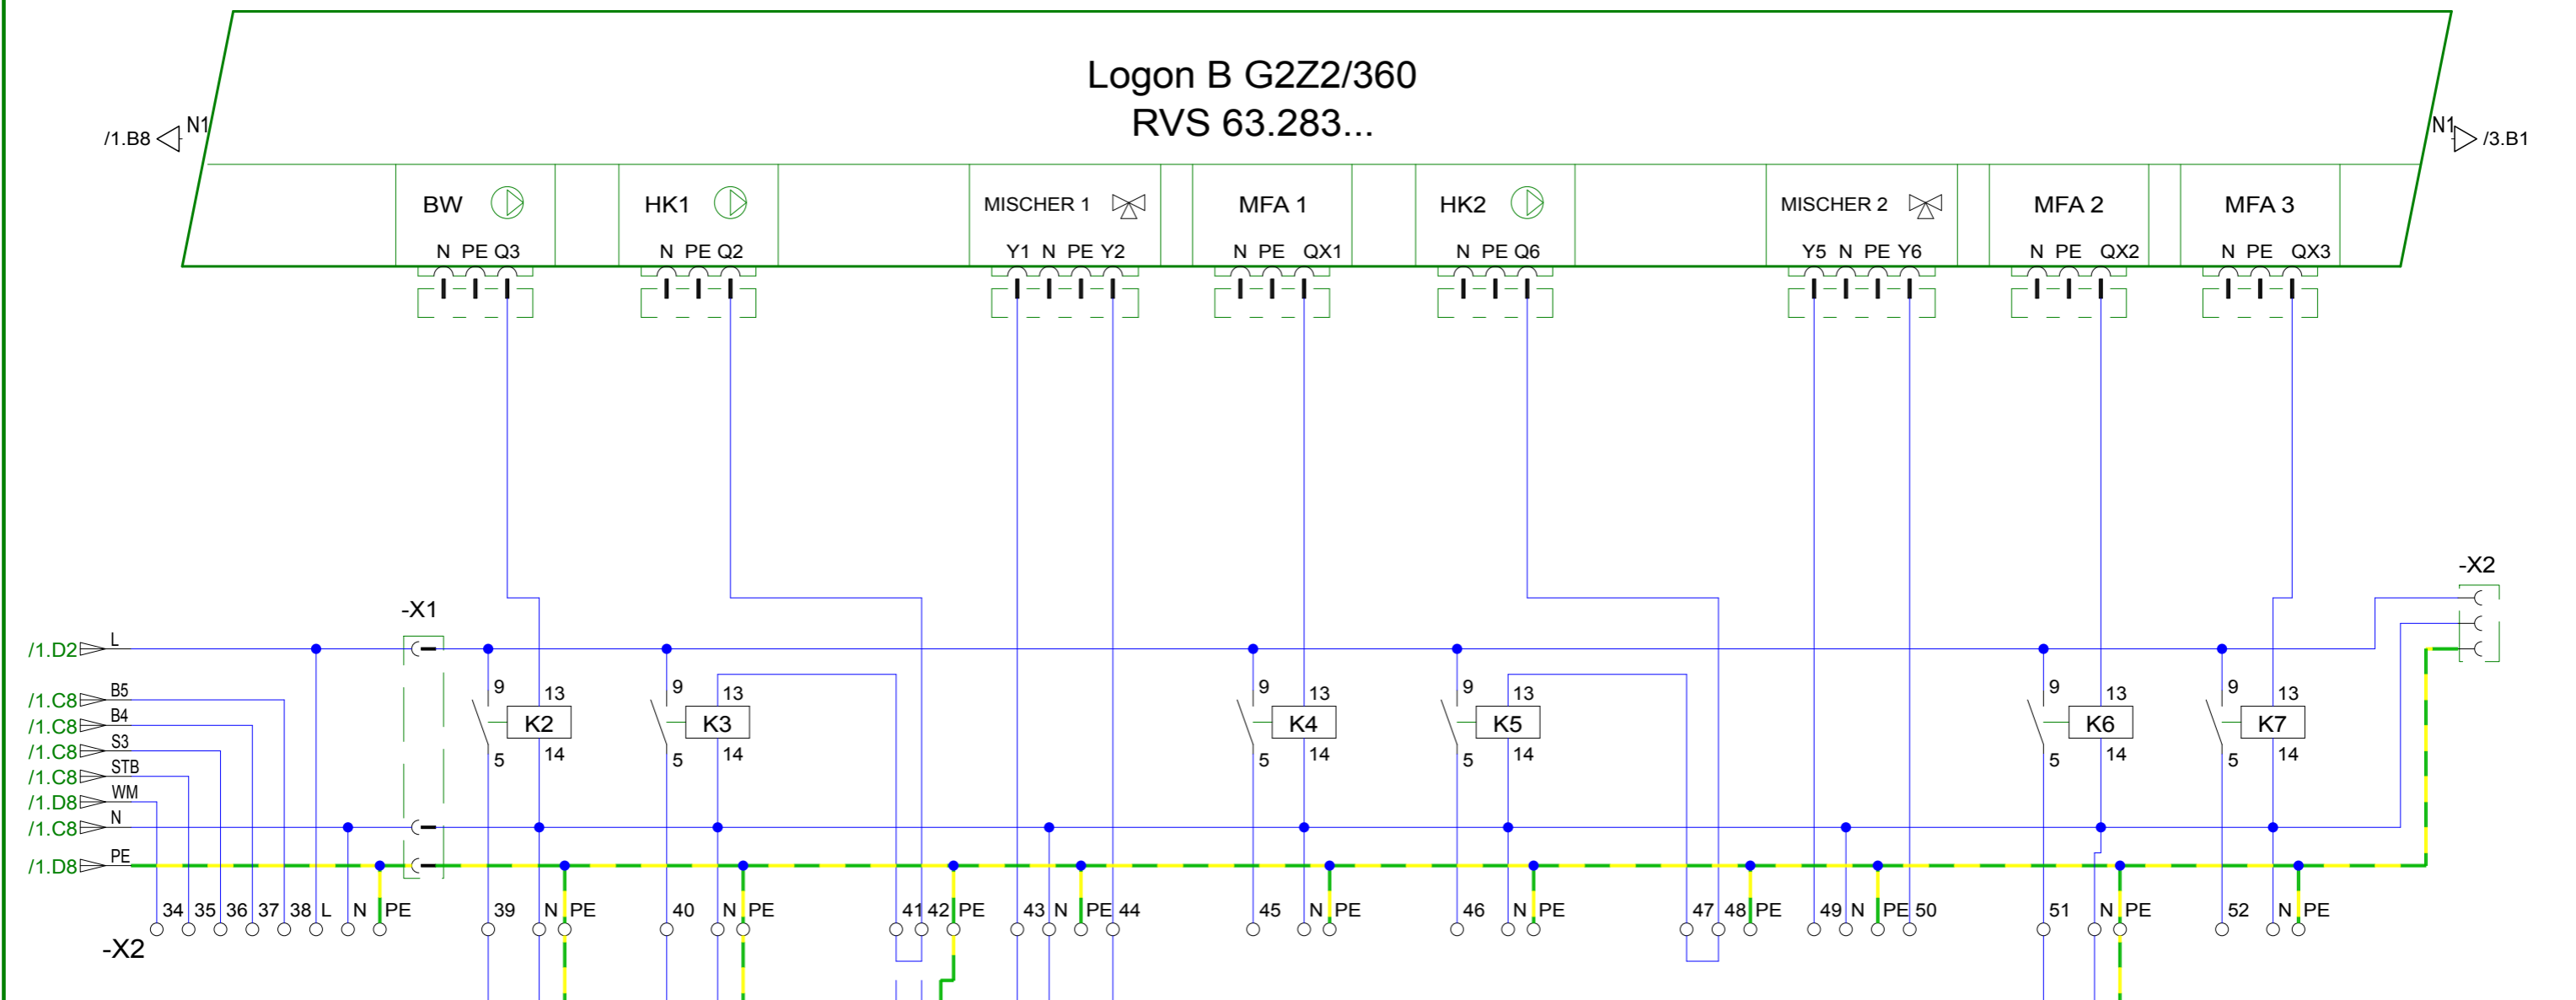 Logon B G2Z2/360
RVS 63.283...
/1.B8 N1
N1 /3.B1
BW HK1 MISCHER 1 MFA 1 HK2 MISCHER 2 MFA 2 MFA 3
N PE Q3 N PE Q2 Y1 N PE Y2 N PE QX1 N PE Q6 Y5 N PE Y6 N PE QX2 N PE QX3
-X2
-X1
/1.D2 L
9 13 9 13 9 13 9 13 9 13 9 13
/1.C8 B5
/1.C8 B4
K2 K3 K4 K5 K6 K7
/1.C8 S3
14 14 14 14 14 14
5 5 5 5 5 5
/1.C8 STB
/1.D8 WM
/1.C8 N
/1.D8 PE
34 35 36 37 38 L N PE 39 N PE 40 N PE 41 42 PE 43 N PE 44 45 N PE 46 N PE 47 48 PE 49 N PE 50 51 N PE 52 N PE
-X2